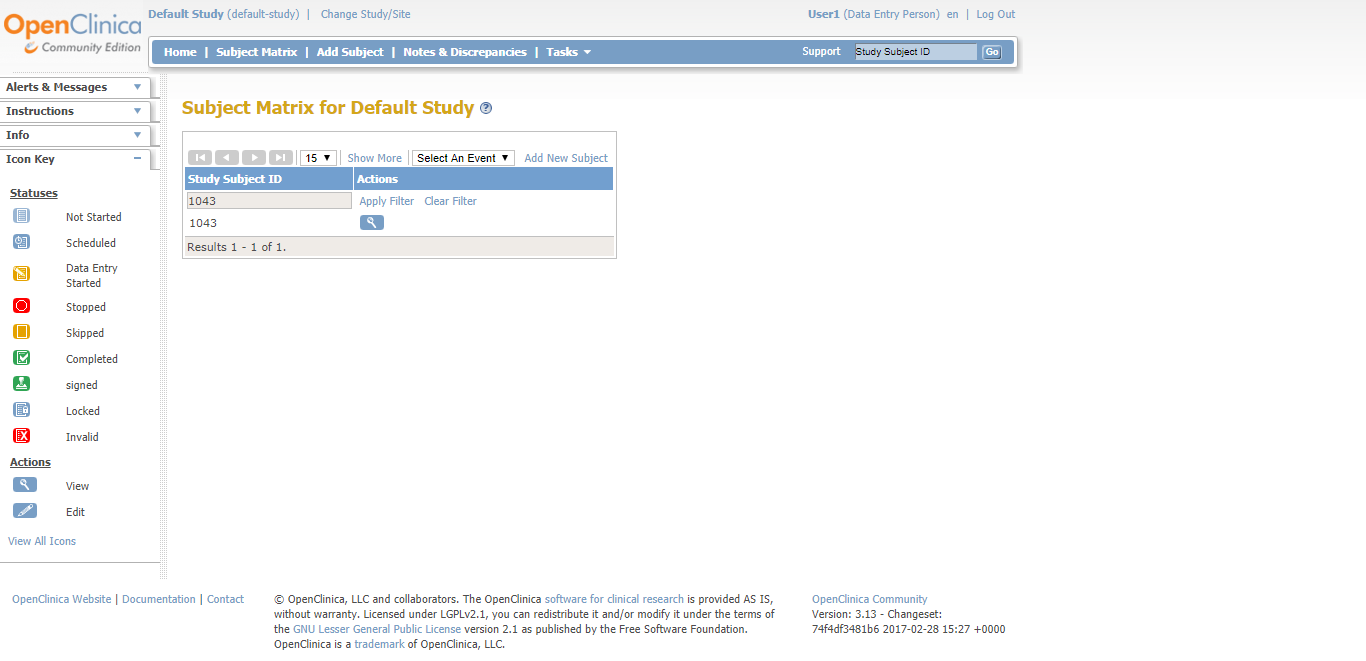 OpenClinica
Community Edition
Default Study (default-study) | Change Study/Site
User1 (Data Entry Person) en | Log Out
Home | Subject Matrix | Add Subject | Notes & Discrepancies | Tasks
Support Study Subject ID Go
Alerts & Messages
Instructions
Info
Icon Key
Statuses
Not Started
Scheduled
Data Entry
Started
Stopped
Skipped
Completed
signed
Locked
Invalid
Actions
View
Edit
View All Icons
Subject Matrix for Default Study ?
15 Show More Select An Event Add New Subject
Study Subject ID Actions
1043 Apply Filter Clear Filter
1043
Results 1 - 1 of 1.
OpenClinica Website | Documentation | Contact
© OpenClinica, LLC and collaborators. The OpenClinica software for clinical research is provided AS IS,
without warranty. Licensed under LGPLv2.1, you can redistribute it and/or modify it under the terms of
the GNU Lesser General Public License version 2.1 as published by the Free Software Foundation.
OpenClinica is a trademark of OpenClinica, LLC.
OpenClinica Community
Version: 3.13 - Changeset:
74f4df3481b6 2017-02-28 15:27 +0000